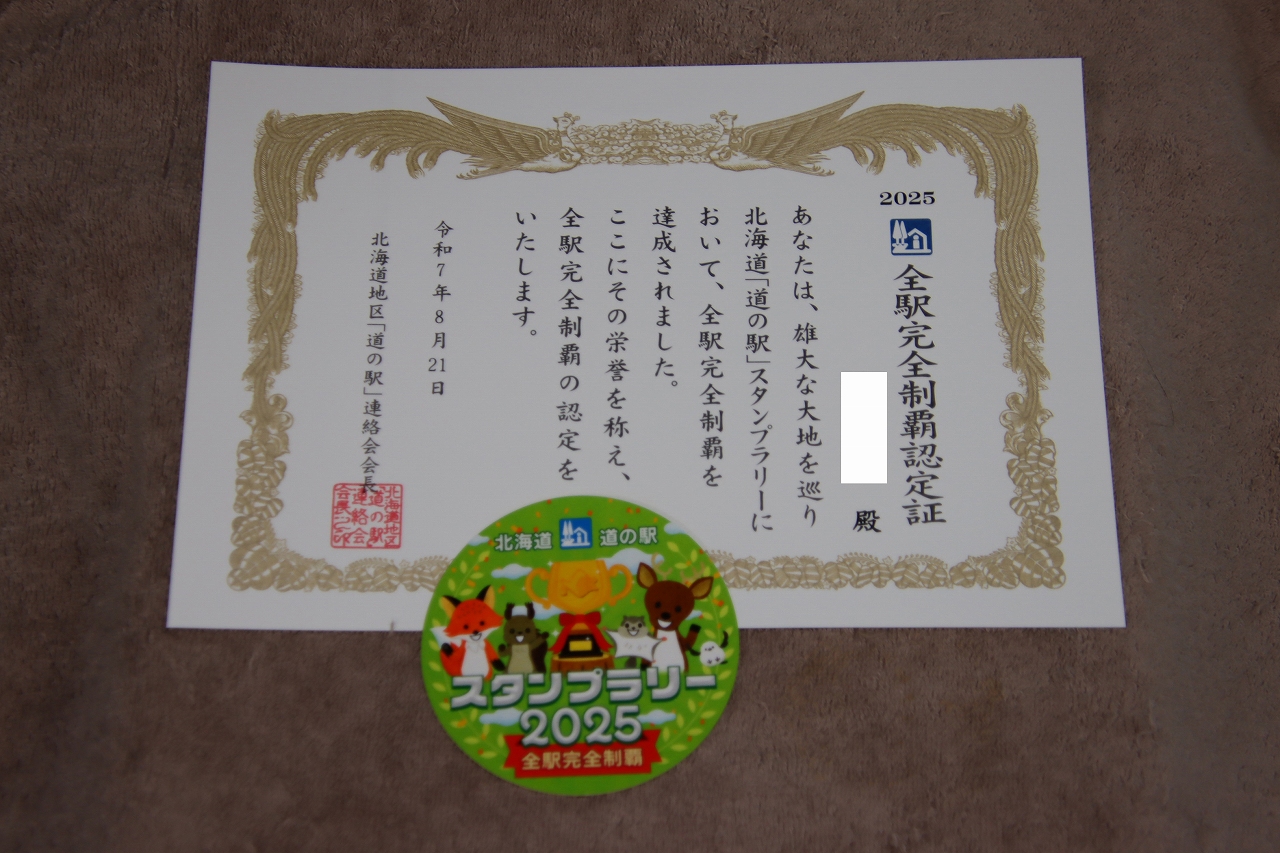 2025
全駅完全制覇認定証
殿
あなたは、雄大な大地を巡り
北海道「道の駅」スタンプラリーに
おいて、全駅完全制覇を
達成されました。
ここにその栄誉を称え、
全駅完全制覇の認定を
いたします。
令和7年8月21日
北海道地区「道の駅」連絡会会長
北海道地区
「道の駅」
連絡会
会長之印
北海道 道の駅
スタンプラリー
2025
全駅完全制覇